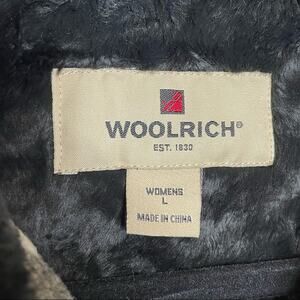 WOOLRICH®
EST. 1830
WOMENS
L
MADE IN CHINA